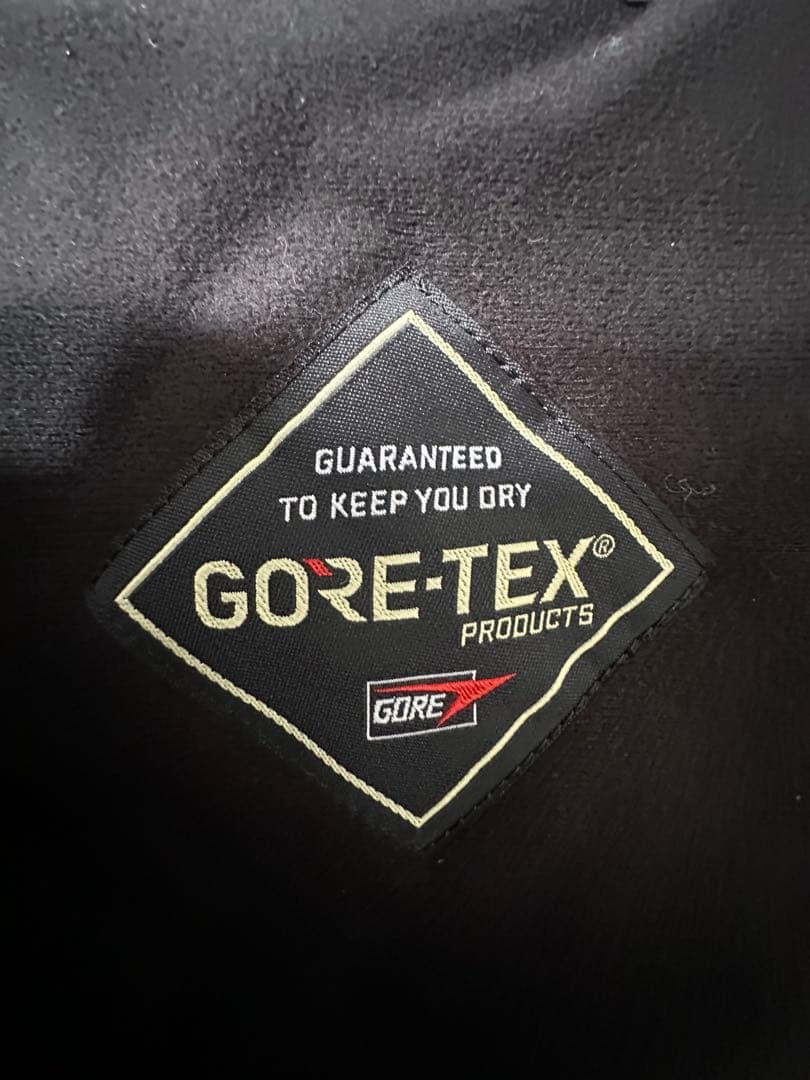 GUARANTEED
TO KEEP YOU DRY
GORE-TEX®
PRODUCTS
GORE